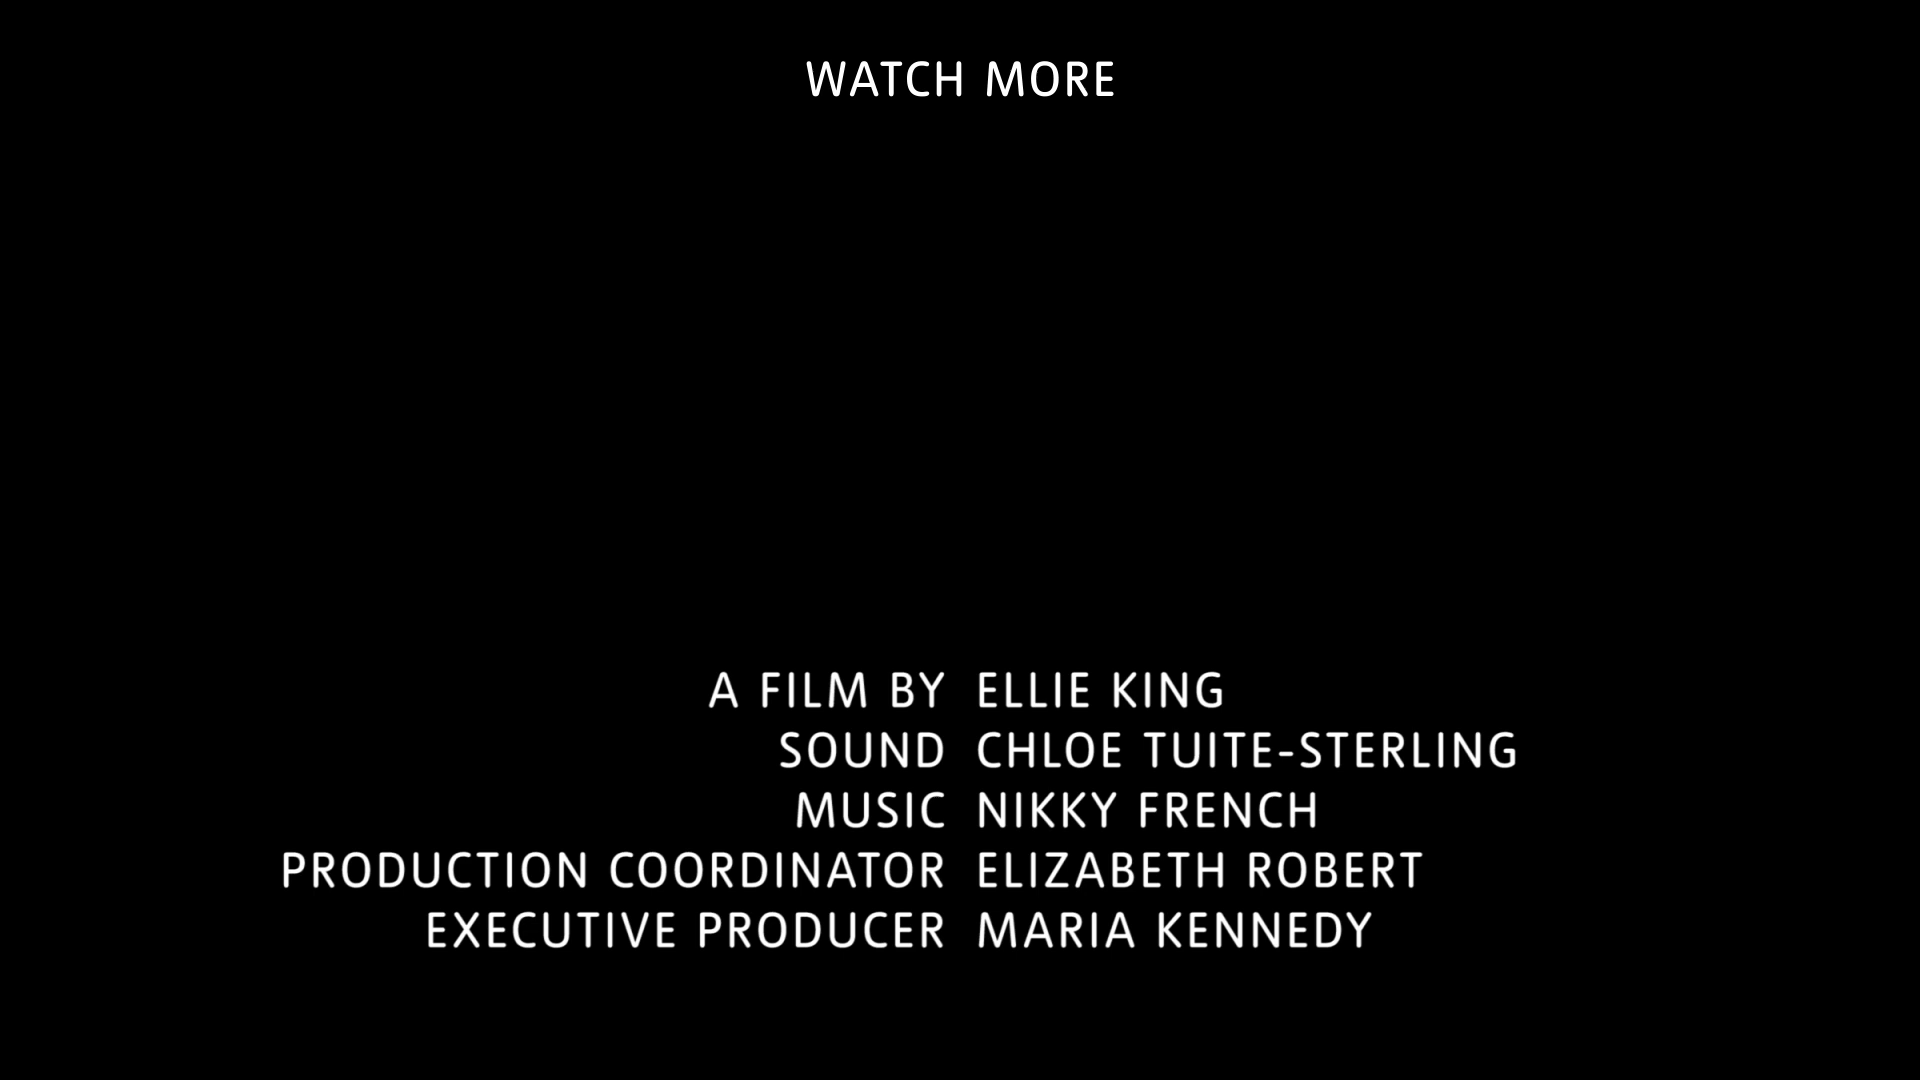 WATCH MORE
A FILM BY ELLIE KING
SOUND CHLOE TUITE-STERLING
MUSIC NIKKY FRENCH
PRODUCTION COORDINATOR ELIZABETH ROBERT
EXECUTIVE PRODUCER MARIA KENNEDY